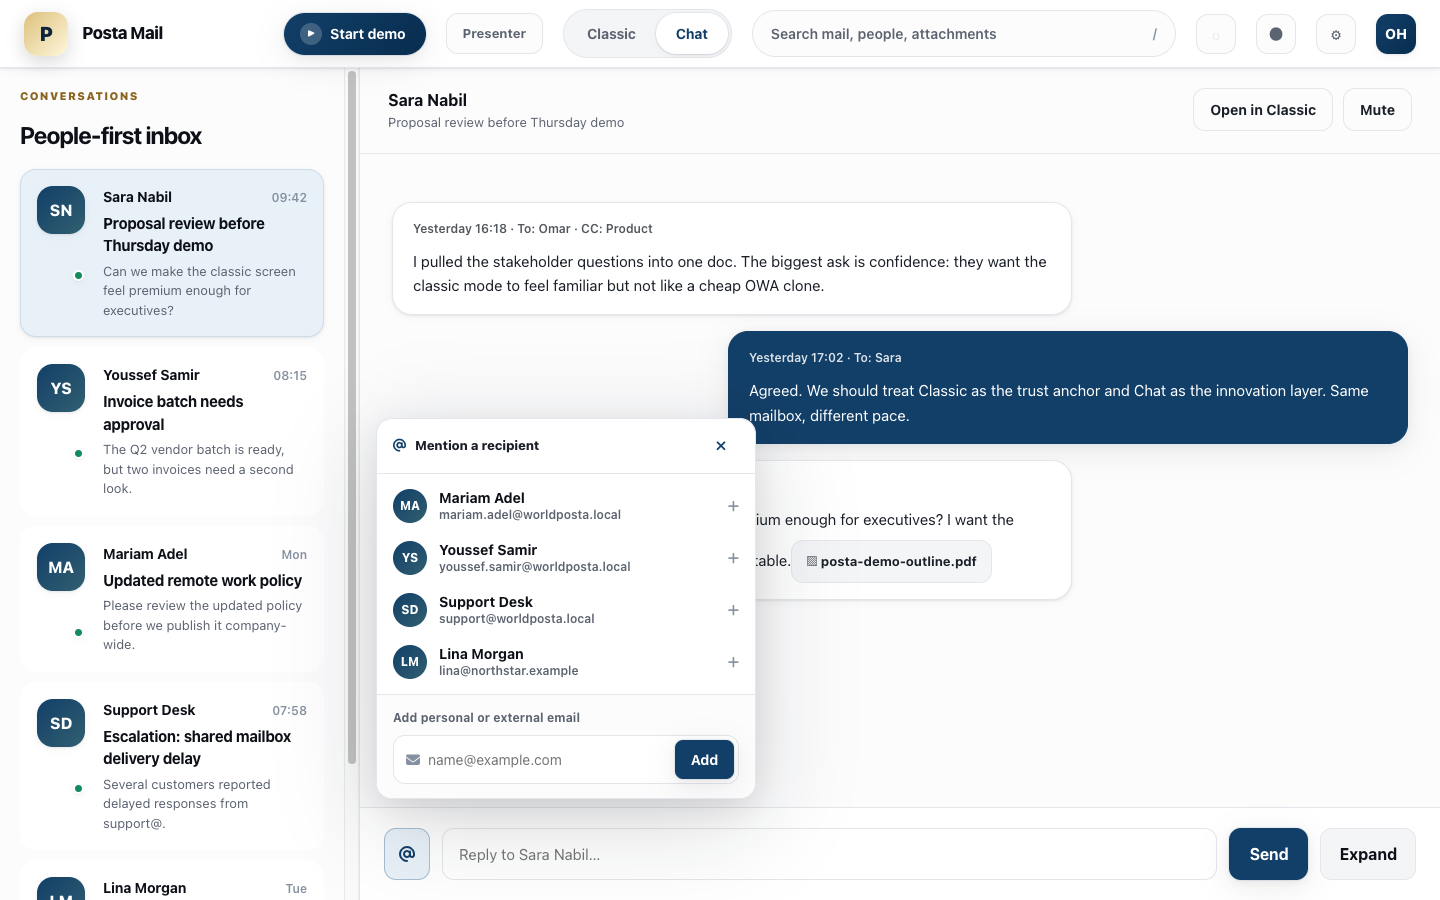 P
Posta Mail
Start demo
Presenter
Classic
Chat
Search mail, people, attachments
/
OH
CONVERSATIONS
People-first inbox
SN
Sara Nabil
09:42
Proposal review before
Thursday demo
Can we make the classic screen
feel premium enough for
executives?
YS
Youssef Samir
08:15
Invoice batch needs
approval
The Q2 vendor batch is ready,
but two invoices need a second
look.
MA
Mariam Adel
Mon
Updated remote work policy
Please review the updated policy
before we publish it company-
wide.
SD
Support Desk
07:58
Escalation: shared mailbox
delivery delay
Several customers reported
delayed responses from
support@.
LM
Lina Morgan
Tue
Sara Nabil
Proposal review before Thursday demo
Open in Classic
Mute
Yesterday 16:18 · To: Omar · CC: Product
I pulled the stakeholder questions into one doc. The biggest ask is confidence: they want the
classic mode to feel familiar but not like a cheap OWA clone.
Yesterday 17:02 · To: Sara
Agreed. We should treat Classic as the trust anchor and Chat as the innovation layer. Same
mailbox, different pace.
enough for executives? I want the
posta-demo-outline.pdf
@ Mention a recipient
MA
Mariam Adel
mariam.adel@worldposta.local
YS
Youssef Samir
youssef.samir@worldposta.local
SD
Support Desk
support@worldposta.local
LM
Lina Morgan
lina@northstar.example
Add personal or external email
name@example.com
Add
@
Reply to Sara Nabil...
Send
Expand